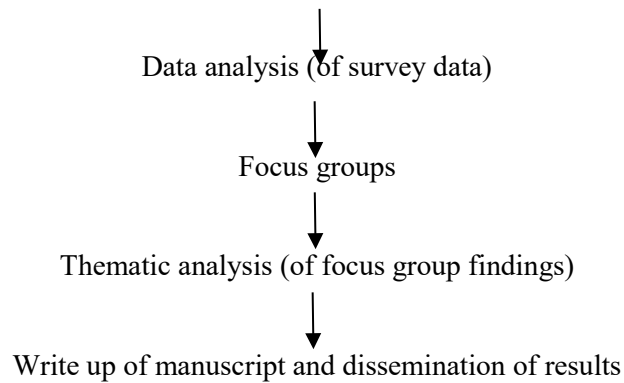 Data analysis (of survey data)
Focus groups
Thematic analysis (of focus group findings)
Write up of manuscript and dissemination of results